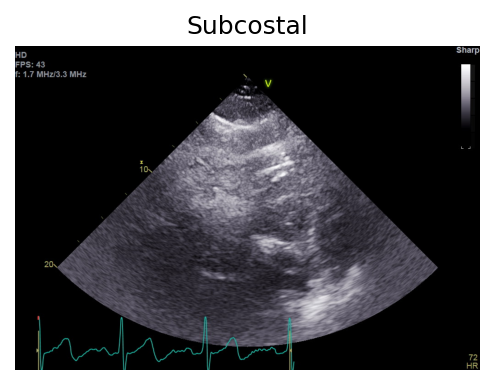 Subcostal
HD
FPS: 43
f: 1.7 MHz/3.3 MHz
Sharp
V
10
20
72
HR